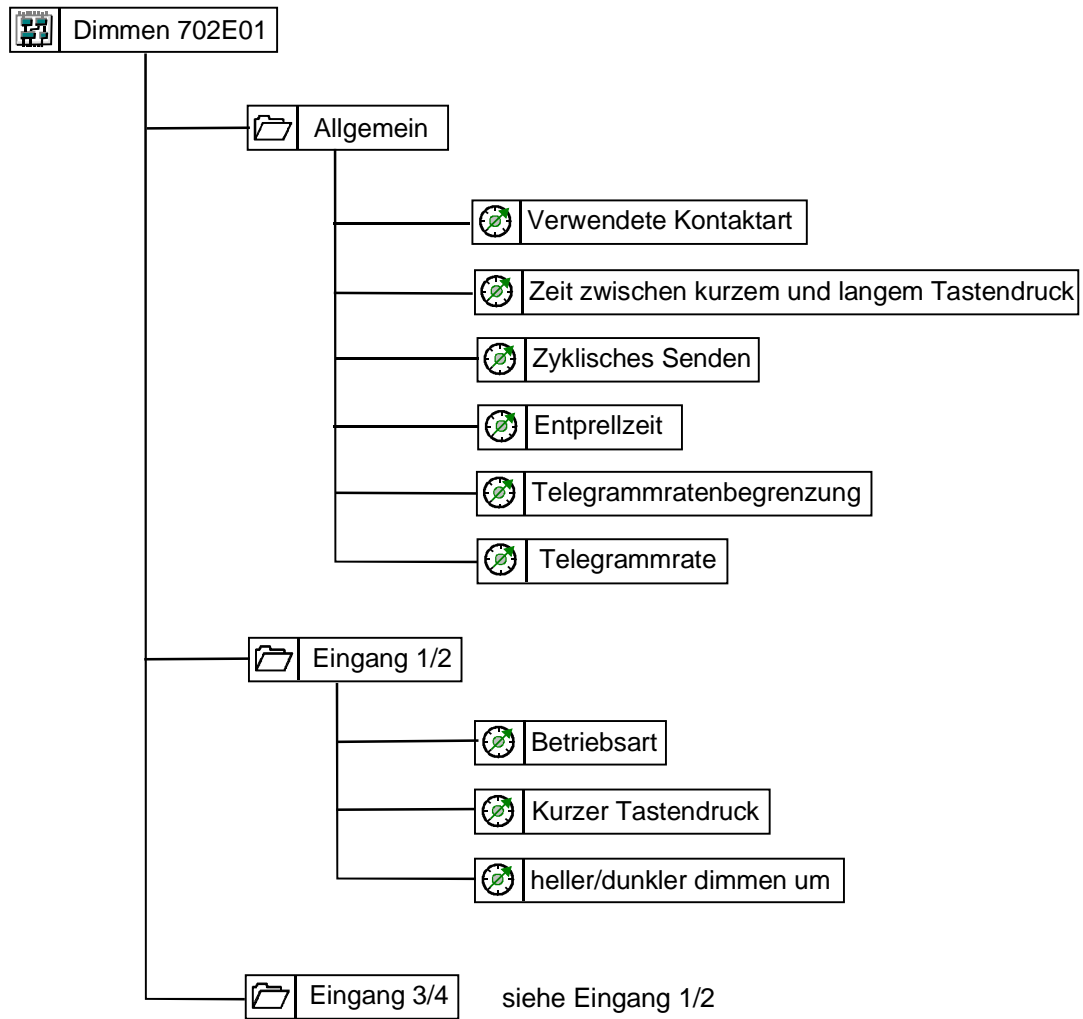 Dimmen 702E01
Allgemein
Verwendete Kontaktart
Zeit zwischen kurzem und langem Tastendruck
Zyklisches Senden
Entprellzeit
Telegrammratenbegrenzung
Telegrammrate
Eingang 1/2
Betriebsart
Kurzer Tastendruck
heller/dunkler dimmen um
Eingang 3/4 siehe Eingang 1/2